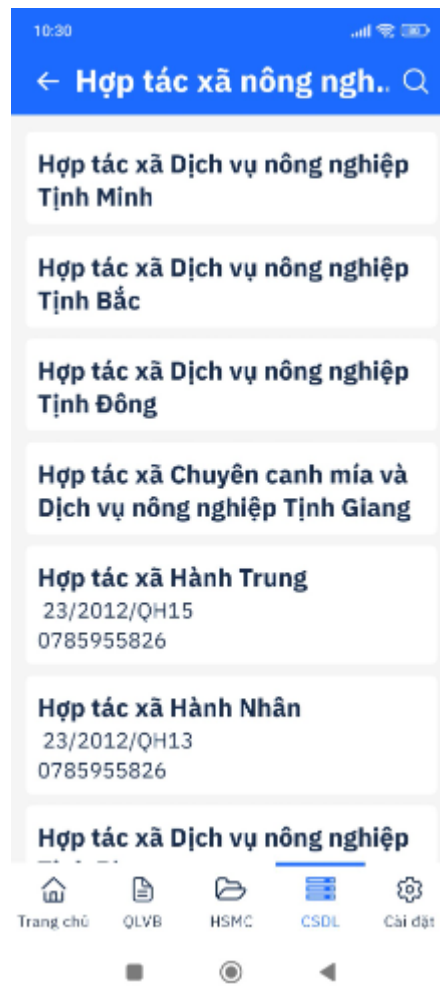 10:30
Hợp tác xã nông ngh..
Hợp tác xã Dịch vụ nông nghiệp
Tịnh Minh
Hợp tác xã Dịch vụ nông nghiệp
Tịnh Bắc
Hợp tác xã Dịch vụ nông nghiệp
Tịnh Đông
Hợp tác xã Chuyên canh mía và
Dịch vụ nông nghiệp Tịnh Giang
Hợp tác xã Hành Trung
23/2012/QH15
0785955826
Hợp tác xã Hành Nhân
23/2012/QH13
0785955826
Hợp tác xã Dịch vụ nông nghiệp
Trang chủ QLVB HSMC CSDL Cài đặt